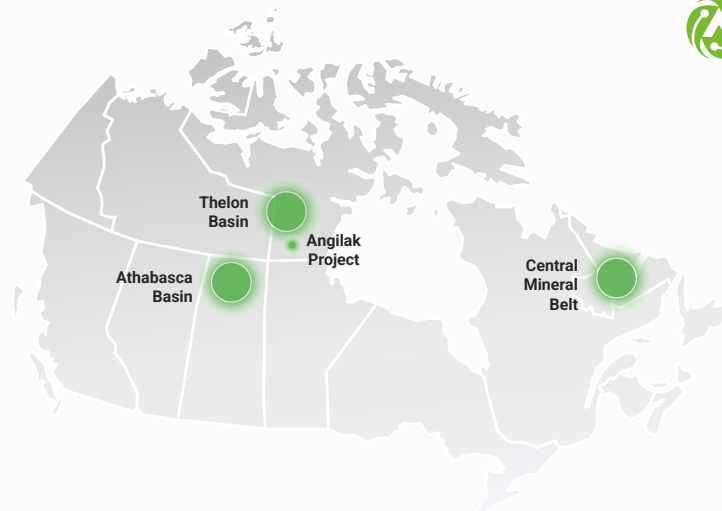 Thelon
Basin
Angilak
Project
Athabasca
Basin
Central
Mineral
Belt